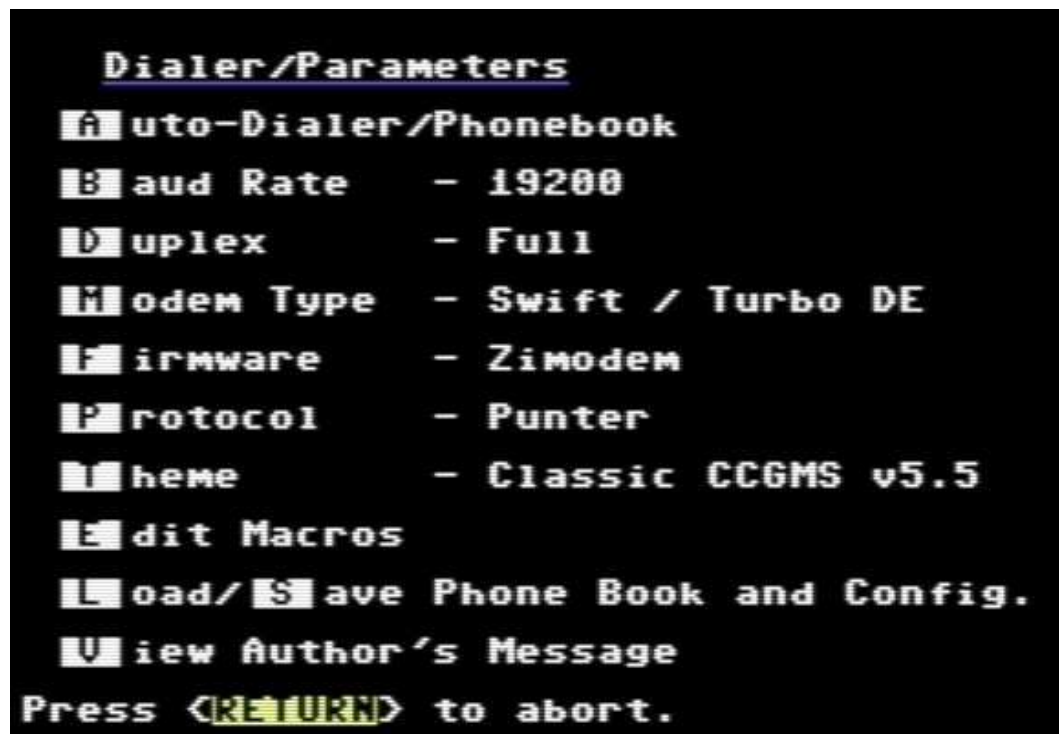 Dialer/Parameters
Auto-Dialer/Phonebook
Baud Rate - 19200
Duplex - Full
Modem Type - Swift / Turbo DE
Firmware - Zimodem
Protocol - Punter
Theme - Classic CCGMS v5.5
Edit Macros
Load/Save Phone Book and Config.
View Author's Message
Press <RETURN> to abort.